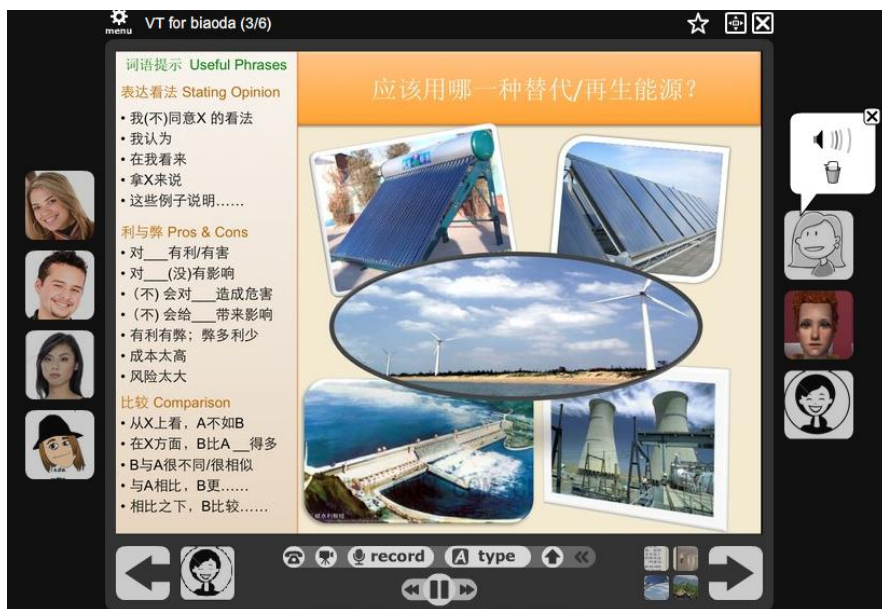 menu
VT for biaoda (3/6)
词语提示 Useful Phrases
表达看法 Stating Opinion
• 我(不)同意X 的看法
• 我认为
• 在我看来
• 拿X来说
• 这些例子说明……
利与弊 Pros & Cons
• 对___有利/有害
• 对___(没)有影响
• (不) 会对___造成危害
• (不) 会给___带来影响
• 有利有弊；弊多利少
• 成本太高
• 风险太大
比较 Comparison
• 从X上看，A不如B
• 在X方面，B比A __得多
• B与A很不同/很相似
• 与A相比，B更……
• 相比之下，B比较……
应该用哪一种替代/再生能源？
record
A type